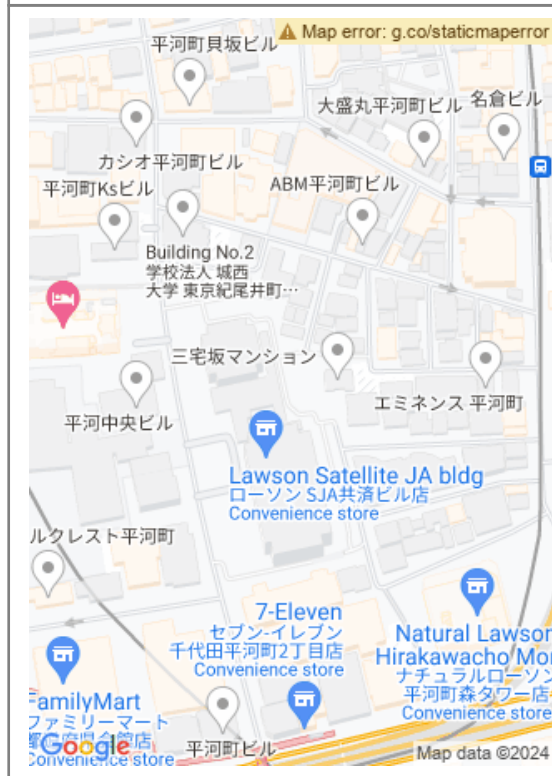 Map error: g.co/staticmaperror
平河町貝坂ビル
大盛丸平河町ビル
名倉ビル
カシオ平河町ビル
平河町Ksビル
ABM平河町ビル
Building No.2
学校法人 城西
大学 東京紀尾井町…
三宅坂マンション
エミネンス 平河町
平河中央ビル
Lawson Satellite JA bldg
ローソン SJA共済ビル店
Convenience store
ルクレスト平河町
7-Eleven
セブン-イレブン
千代田平河町2丁目店
Convenience store
Natural Lawson
Hirakawacho Mor
ナチュラルローソン
平河町森タワー店
Convenience store
FamilyMart
ファミリーマート
Convenience store
平河町ビル
Google
Map data ©2024